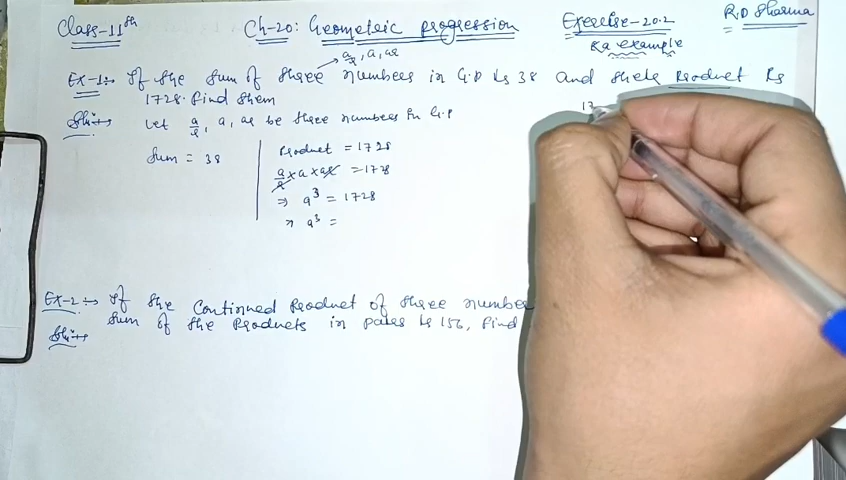 Class-11th Ch-20: Geometric progression Exercise-20.2 R.D Sharma
Ka example
a/r, a, ar
Ex-1:→ If the sum of three numbers in G.P is 38 and their Product is
1728. find them
Sol:→ Let a/r, a, ar be three numbers in G.P
Sum = 38
Product = 1728
a/r × a × ar = 1728
⇒ a³ = 1728
⇒ a³ =
17
Ex-2:→ If the Continued Product of three number
Sol:→ Sum of the Products in pairs is 156, find